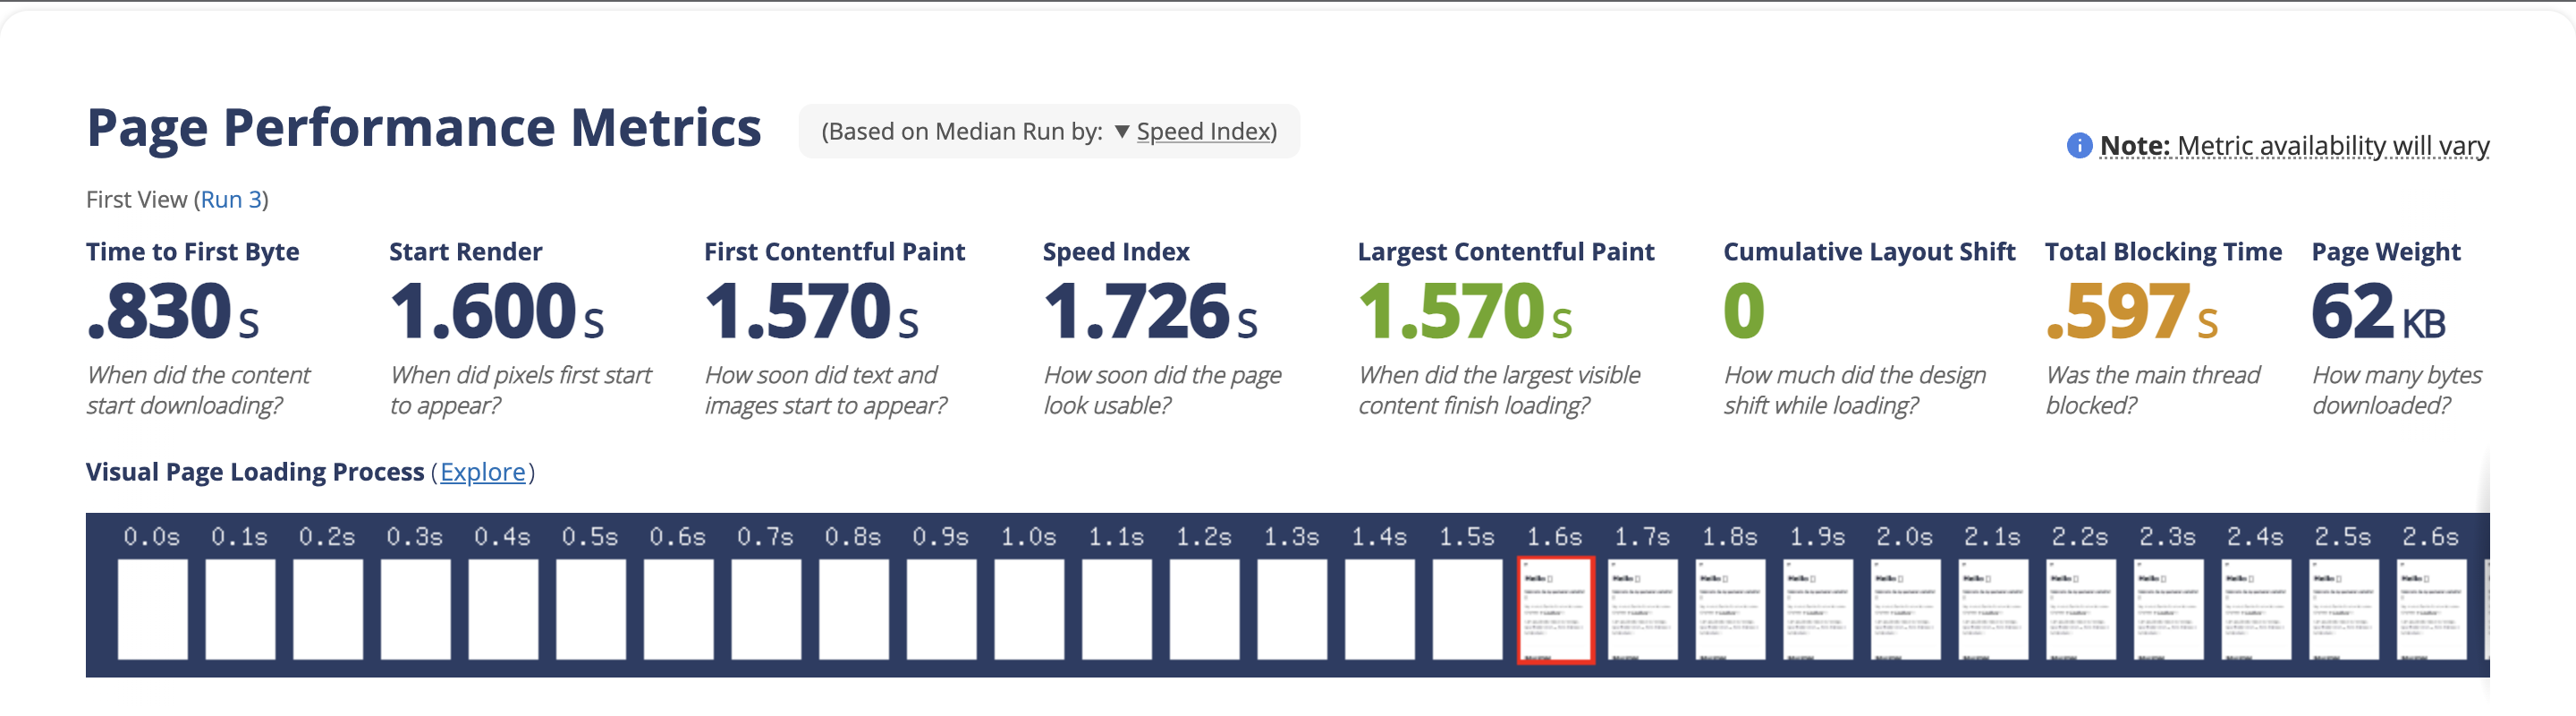 Page Performance Metrics
(Based on Median Run by: ▼ Speed Index)
Note: Metric availability will vary
First View (Run 3)
Time to First Byte
.830 s
When did the content
start downloading?
Start Render
1.600 s
When did pixels first start
to appear?
First Contentful Paint
1.570 s
How soon did text and
images start to appear?
Speed Index
1.726 s
How soon did the page
look usable?
Largest Contentful Paint
1.570 s
When did the largest visible
content finish loading?
Cumulative Layout Shift
0
How much did the design
shift while loading?
Total Blocking Time
.597 s
Was the main thread
blocked?
Page Weight
62 KB
How many bytes
downloaded?
Visual Page Loading Process (Explore)
0.0s 0.1s 0.2s 0.3s 0.4s 0.5s 0.6s 0.7s 0.8s 0.9s 1.0s 1.1s 1.2s 1.3s 1.4s 1.5s 1.6s 1.7s 1.8s 1.9s 2.0s 2.1s 2.2s 2.3s 2.4s 2.5s 2.6s